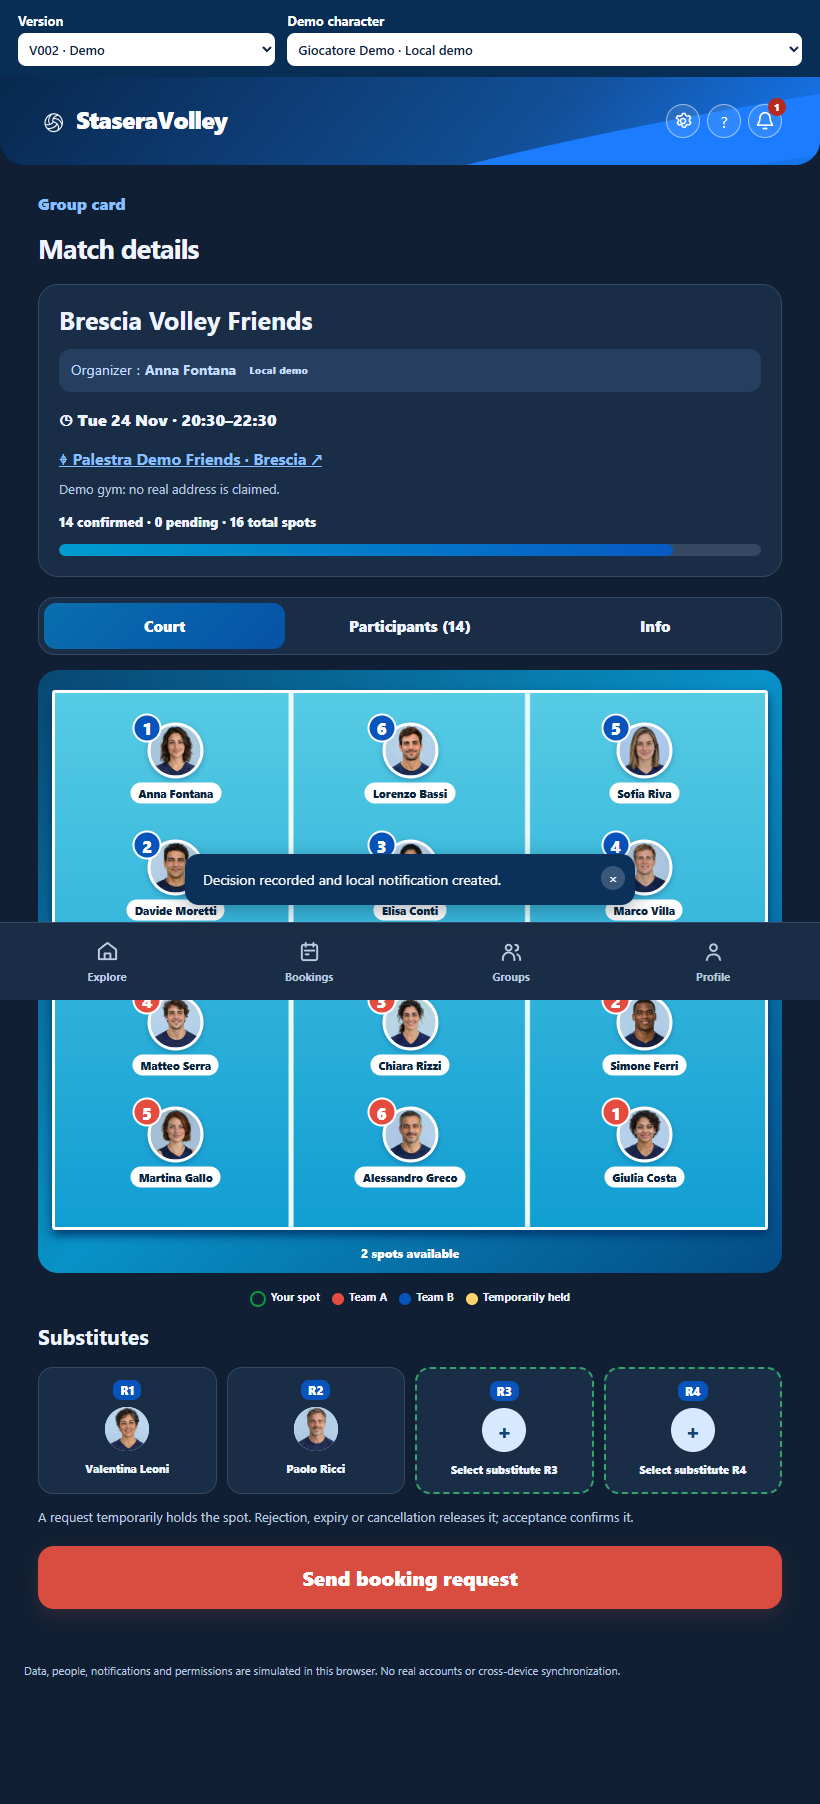 Version
Demo character
V002 · Demo
Giocatore Demo · Local demo
StaseraVolley
?
1
Group card
Match details
Brescia Volley Friends
Organizer : Anna Fontana Local demo
Tue 24 Nov · 20:30–22:30
Palestra Demo Friends · Brescia ↗
Demo gym: no real address is claimed.
14 confirmed · 0 pending · 16 total spots
Court
Participants (14)
Info
1
6
5
Anna Fontana
Lorenzo Bassi
Sofia Riva
2
3
4
Decision recorded and local notification created.
×
Davide Moretti
Elisa Conti
Marco Villa
Explore
Bookings
Groups
Profile
4
3
2
Matteo Serra
Chiara Rizzi
Simone Ferri
5
6
1
Martina Gallo
Alessandro Greco
Giulia Costa
2 spots available
Your spot
Team A
Team B
Temporarily held
Substitutes
R1
R2
R3
R4
+
+
Valentina Leoni
Paolo Ricci
Select substitute R3
Select substitute R4
A request temporarily holds the spot. Rejection, expiry or cancellation releases it; acceptance confirms it.
Send booking request
Data, people, notifications and permissions are simulated in this browser. No real accounts or cross-device synchronization.